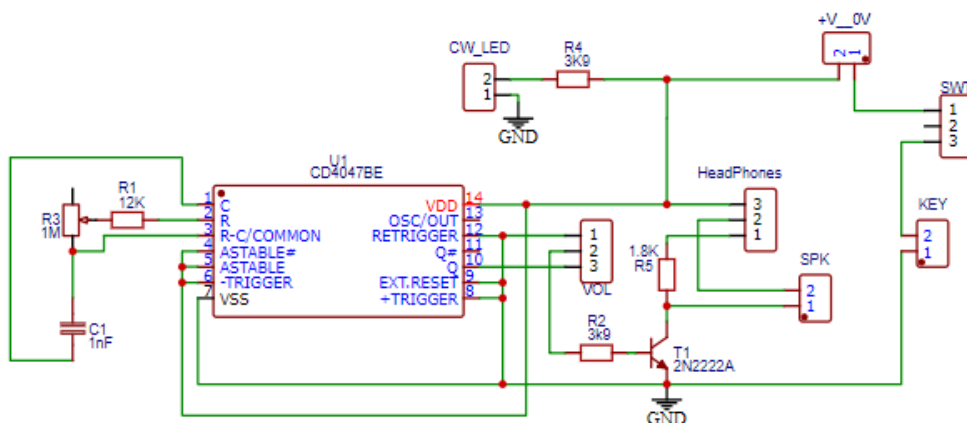 +V__0V
2 1
CW_LED
2
1
R4
3K9
GND
SWT
1
2
3
U1
CD4047BE
HeadPhones
3
2
1
KEY
2
1
R1
12K
R3
1M
1 C
2 R
3 R-C/COMMON
4 ASTABLE#
5 ASTABLE
6 -TRIGGER
7 VSS
VDD 14
OSC/OUT 13
RETRIGGER 12
Q# 11
Q 10
EXT.RESET 9
+TRIGGER 8
1
2
3
VOL
1.8K
R5
SPK
2
1
C1
1nF
R2
3k9
T1
2N2222A
GND